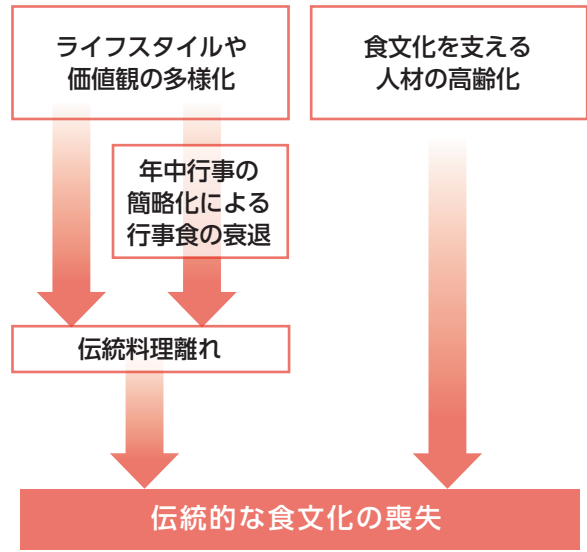 ライフスタイルや
価値観の多様化
食文化を支える
人材の高齢化
年中行事の
簡略化による
行事食の衰退
伝統料理離れ
伝統的な食文化の喪失